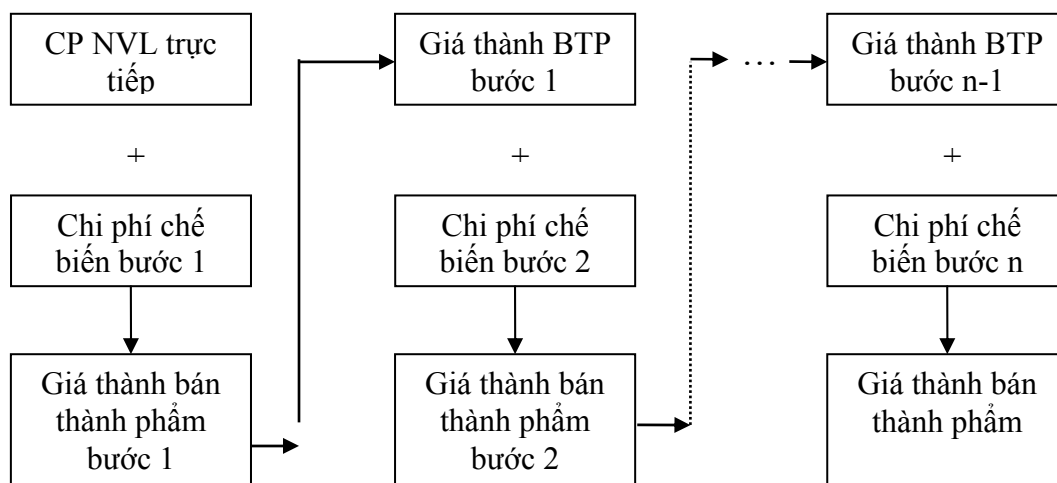 CP NVL trực
tiếp
+
Chi phí chế
biến bước 1
Giá thành bán
thành phẩm
bước 1
Giá thành BTP
bước 1
+
Chi phí chế
biến bước 2
Giá thành bán
thành phẩm
bước 2
...
Giá thành BTP
bước n-1
+
Chi phí chế
biến bước n
Giá thành bán
thành phẩm